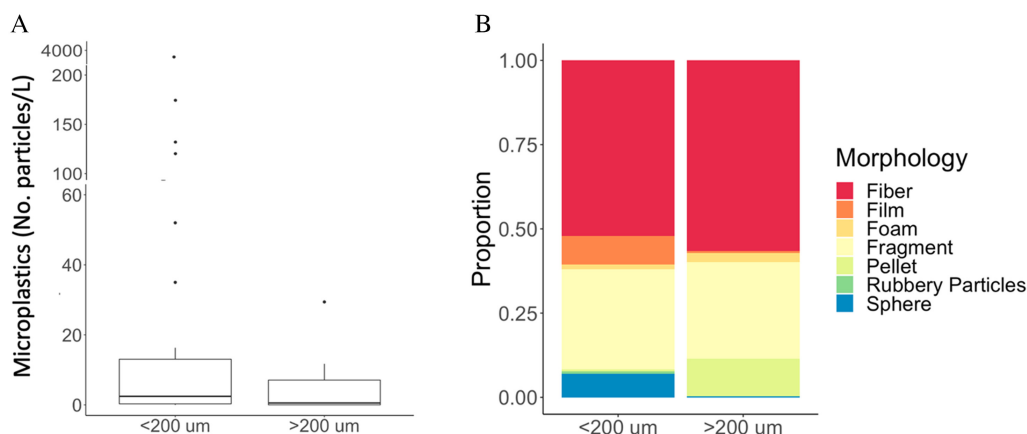 A
B
Microplastics (No. particles/L)
4000
200
150
100
60
40
20
0
<200 um
>200 um
Proportion
1.00
0.75
0.50
0.25
0.00
<200 um
>200 um
Morphology
Fiber
Film
Foam
Fragment
Pellet
Rubbery Particles
Sphere